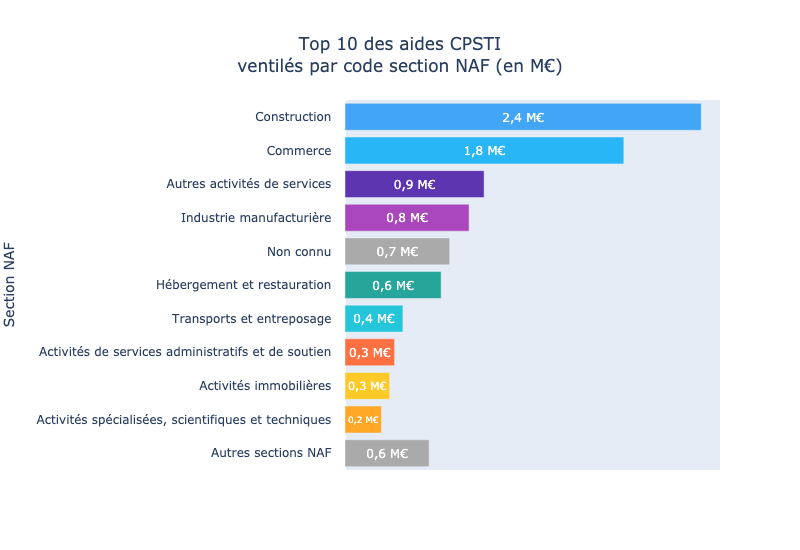 Top 10 des aides CPSTI
ventilés par code section NAF (en M€)
Section NAF
Construction 2,4 M€
Commerce 1,8 M€
Autres activités de services 0,9 M€
Industrie manufacturière 0,8 M€
Non connu 0,7 M€
Hébergement et restauration 0,6 M€
Transports et entreposage 0,4 M€
Activités de services administratifs et de soutien 0,3 M€
Activités immobilières 0,3 M€
Activités spécialisées, scientifiques et techniques 0,2 M€
Autres sections NAF 0,6 M€